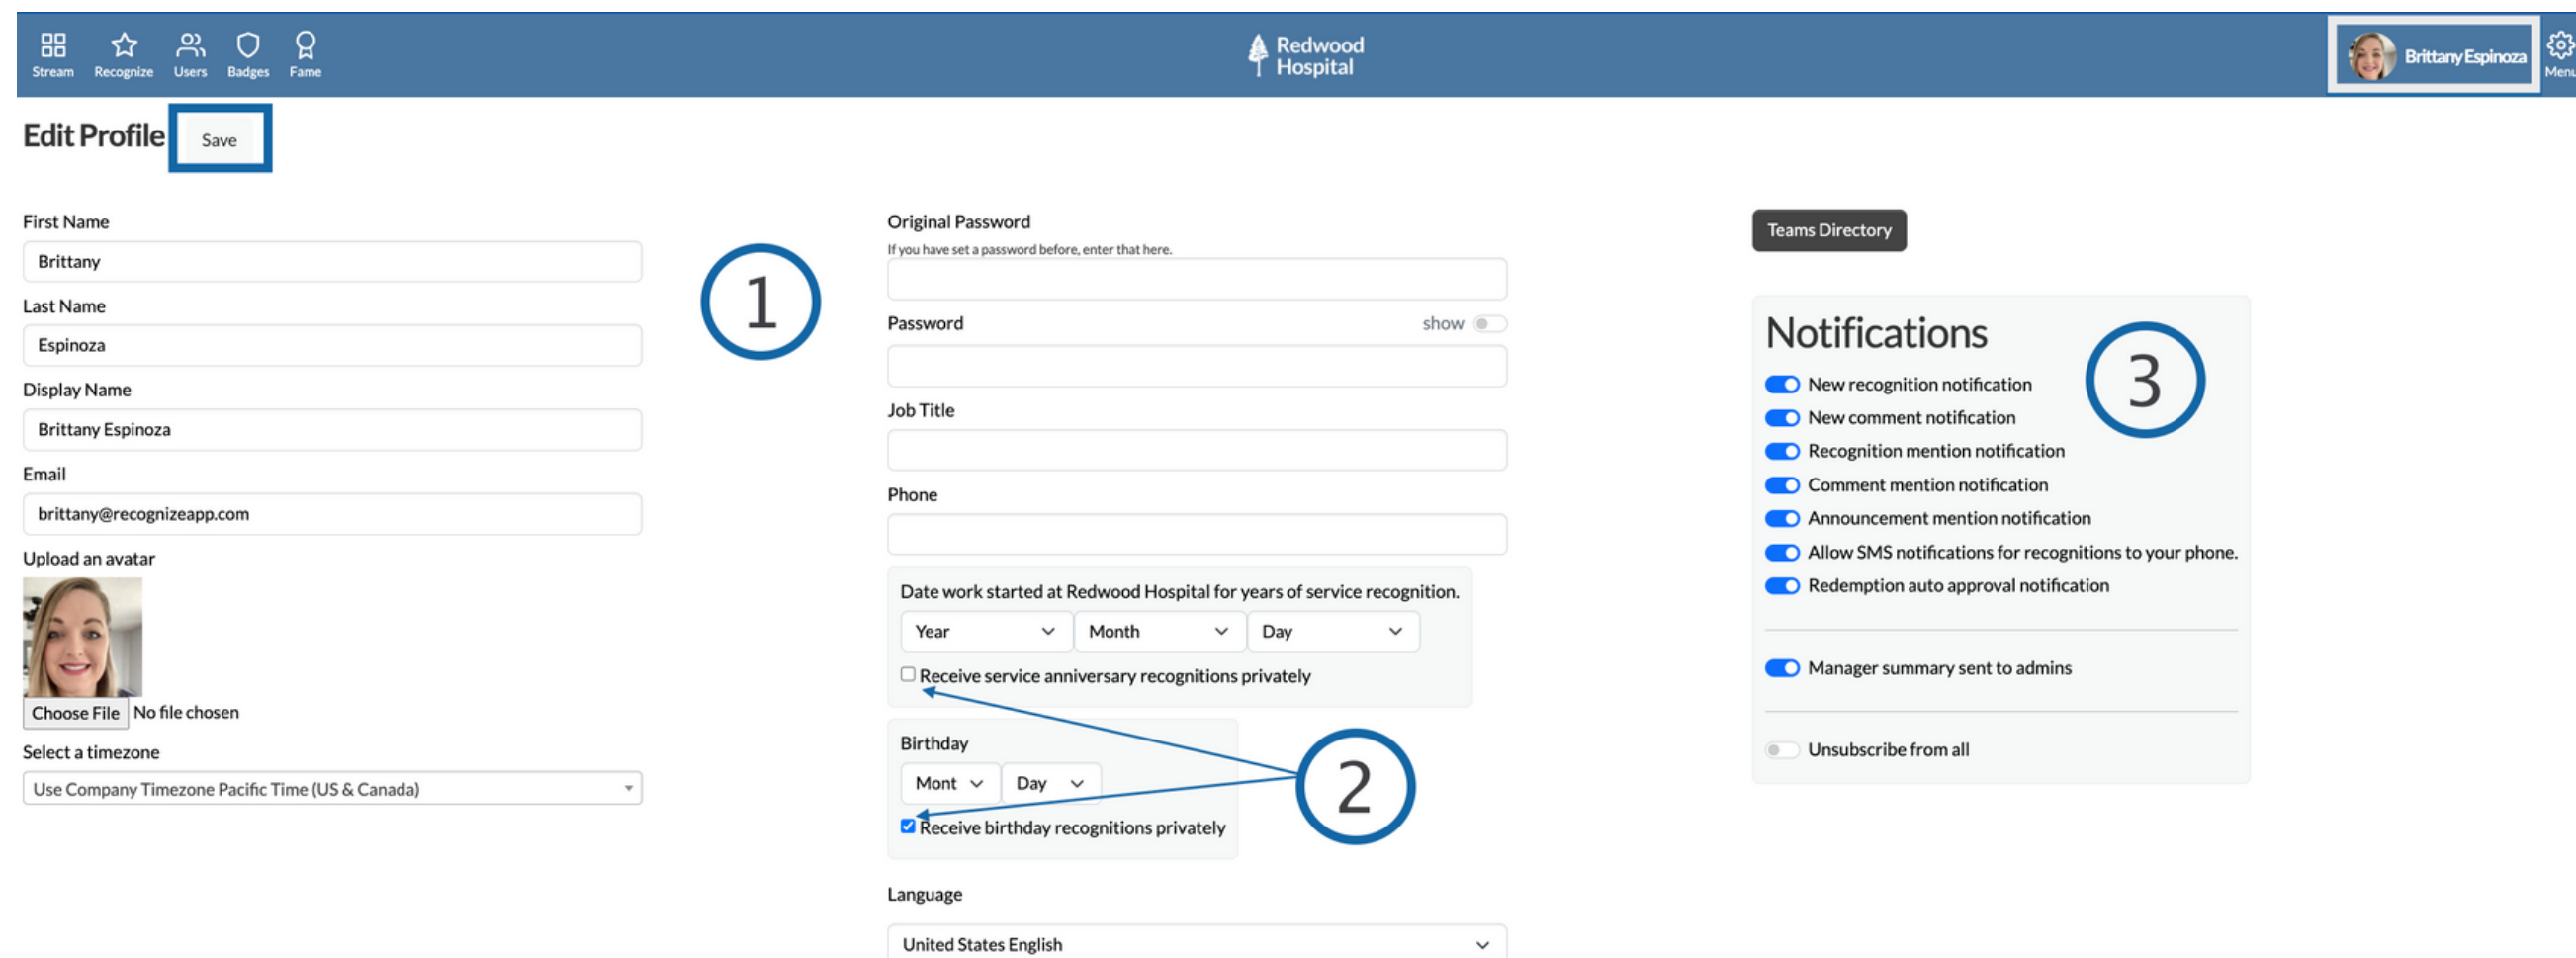 Stream
Recognize
Users
Badges
Fame
Redwood
Hospital
Brittany Espinoza
Menu
Edit Profile
Save
First Name
Brittany
Last Name
Espinoza
Display Name
Brittany Espinoza
Email
brittany@recognizeapp.com
Upload an avatar
Choose File No file chosen
Select a timezone
Use Company Timezone Pacific Time (US & Canada)
1
Original Password
If you have set a password before, enter that here.
Password
show
Job Title
Phone
Date work started at Redwood Hospital for years of service recognition.
Year
Month
Day
Receive service anniversary recognitions privately
Birthday
Mont
Day
Receive birthday recognitions privately
2
Language
United States English
Teams Directory
Notifications
3
New recognition notification
New comment notification
Recognition mention notification
Comment mention notification
Announcement mention notification
Allow SMS notifications for recognitions to your phone.
Redemption auto approval notification
Manager summary sent to admins
Unsubscribe from all